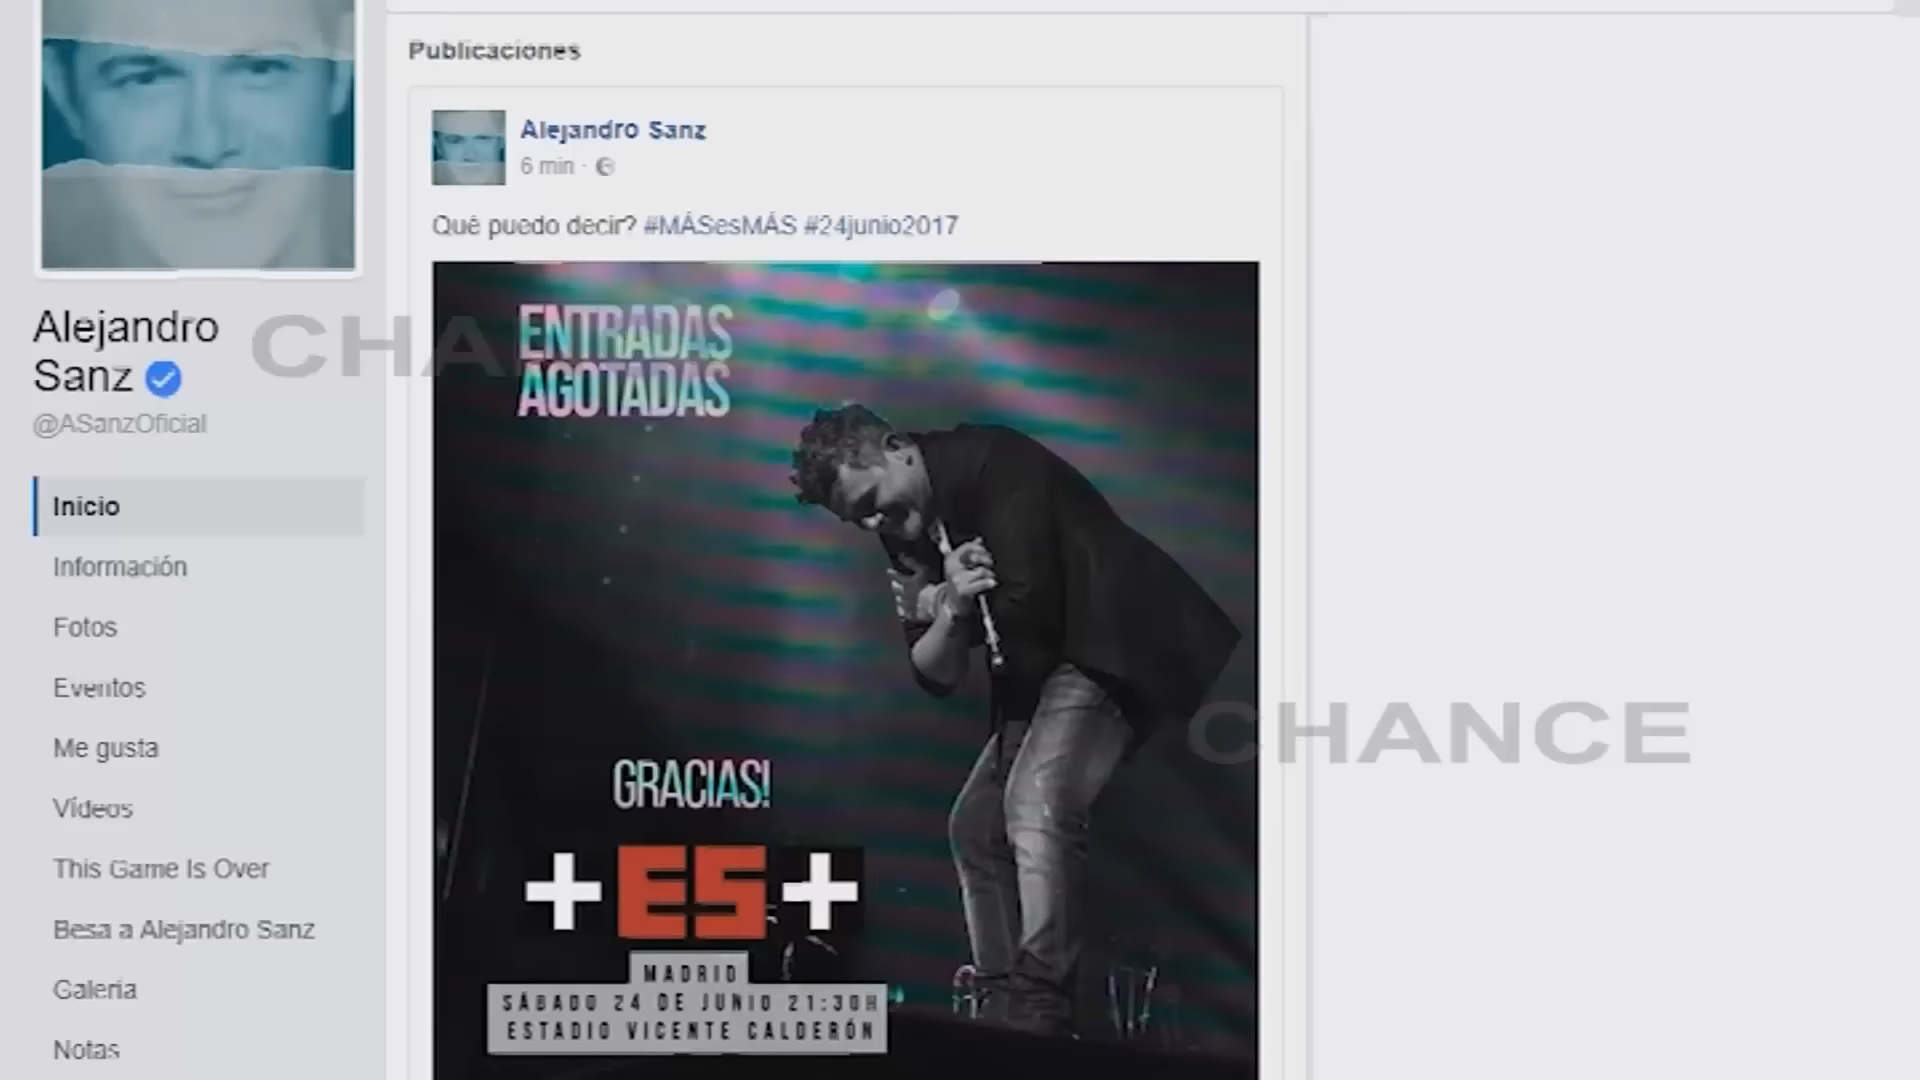 Publicaciones
Alejandro Sanz
6 min
Qué puedo decir? #MÁSesMÁS #24junio2017
Alejandro
Sanz
@ASanzOficial
Inicio
Información
Fotos
Eventos
Me gusta
Vídeos
This Game Is Over
Besa a Alejandro Sanz
Galería
Notas
ENTRADAS
AGOTADAS
GRACIAS!
+ ES +
MADRID
SÁBADO 24 DE JUNIO 21:30H
ESTADIO VICENTE CALDERÓN
CHA
CHANCE